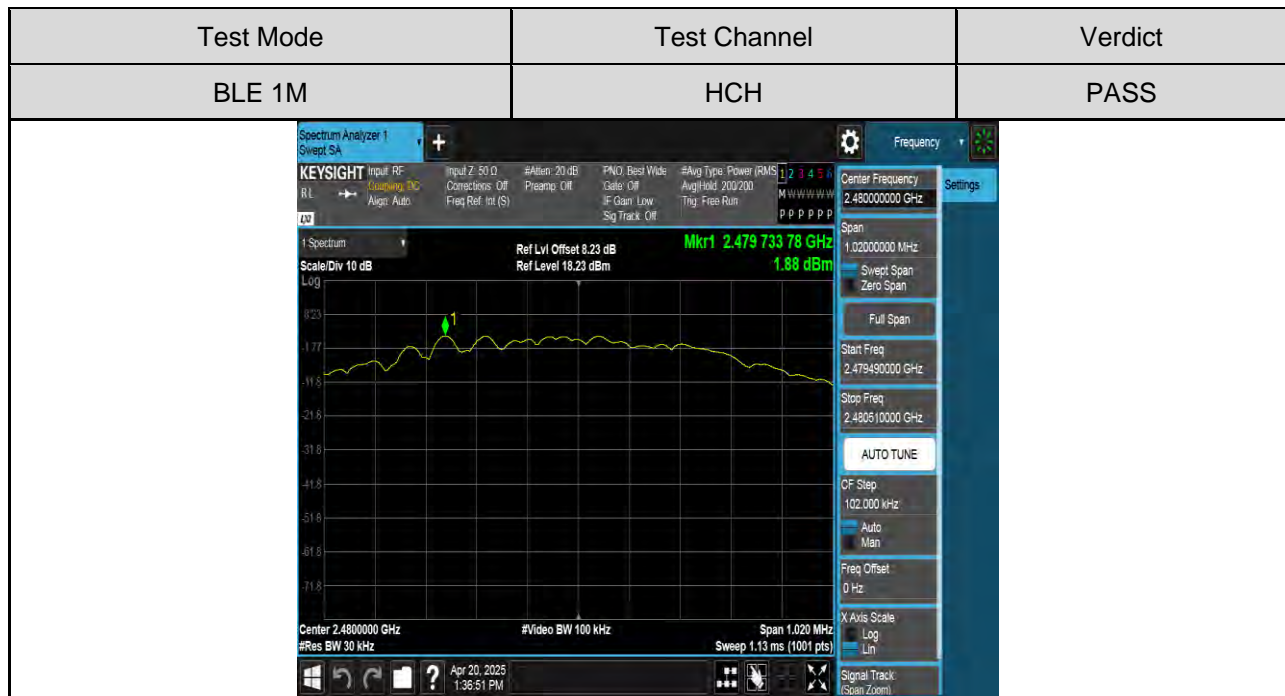 Test Mode Test Channel Verdict
BLE 1M HCH PASS
Spectrum Analyzer 1
Swept SA
+
Frequency
KEYSIGHT
RL
LXI
Input: RF
Coupling: DC
Align: Auto
Input Z: 50 Ω
Corrections: Off
Freq Ref: Int (S)
#Atten: 20 dB
Preamp: Off
PNO: Best Wide
Gate: Off
IF Gain: Low
Sig Track: Off
#Avg Type: Power (RMS
Avg|Hold: 200/200
Trig: Free Run
1 2 3 4 5 6
M W W W W W
P P P P P P
1 Spectrum
Scale/Div 10 dB
Log
Ref Lvl Offset 8.23 dB
Ref Level 18.23 dBm
Mkr1 2.479 733 78 GHz
1.88 dBm
8.23
-1.77
-11.8
-21.8
-31.8
-41.8
-51.8
-61.8
-71.8
1
Center 2.4800000 GHz
#Res BW 30 kHz
#Video BW 100 kHz
Span 1.020 MHz
Sweep 1.13 ms (1001 pts)
?
Apr 20, 2025
1:36:51 PM
Center Frequency
2.480000000 GHz
Settings
Span
1.02000000 MHz
Swept Span
Zero Span
Full Span
Start Freq
2.479490000 GHz
Stop Freq
2.480510000 GHz
AUTO TUNE
CF Step
102.000 kHz
Auto
Man
Freq Offset
0 Hz
X Axis Scale
Log
Lin
Signal Track
(Span Zoom)